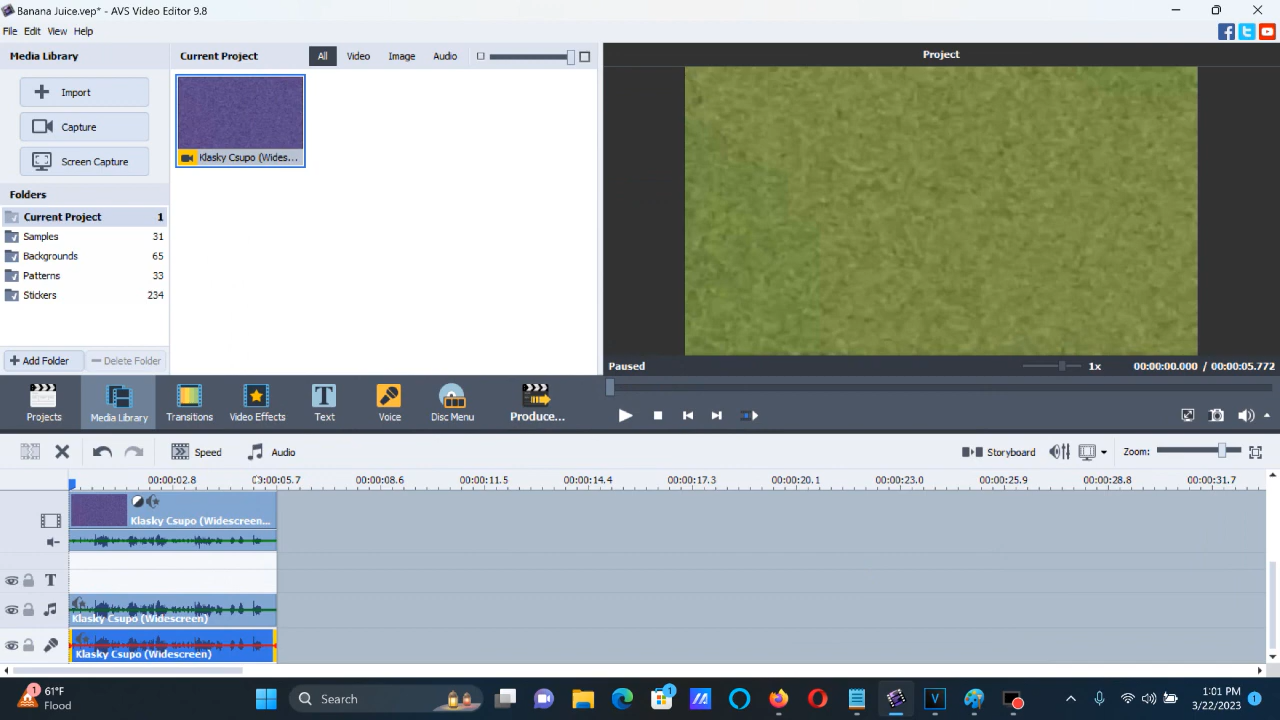 Banana Juice.vep* - AVS Video Editor 9.8
File Edit View Help
Media Library
Import
Capture
Screen Capture
Folders
Current Project 1
Samples 31
Backgrounds 65
Patterns 33
Stickers 234
+ Add Folder
Delete Folder
Current Project
All Video Image Audio
Klasky Csupo (Wides...
Project
Paused
1x
00:00:00.000 / 00:00:05.772
Projects
Media Library
Transitions
Video Effects
Text
Voice
Disc Menu
Produce...
Speed
Audio
Storyboard
Zoom:
00:00:02.8 00:00:05.7 00:00:08.6 00:00:11.5 00:00:14.4 00:00:17.3 00:00:20.1 00:00:23.0 00:00:25.9 00:00:28.8 00:00:31.7
Klasky Csupo (Widescreen...
T
Klasky Csupo (Widescreen)
Klasky Csupo (Widescreen)
1
61°F
Flood
Search
1
V
1:01 PM
3/22/2023